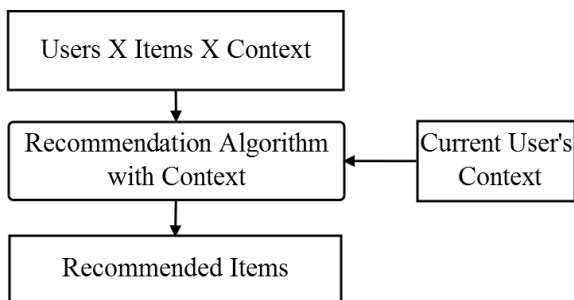 Users X Items X Context
Recommendation Algorithm
with Context
Current User's
Context
Recommended Items